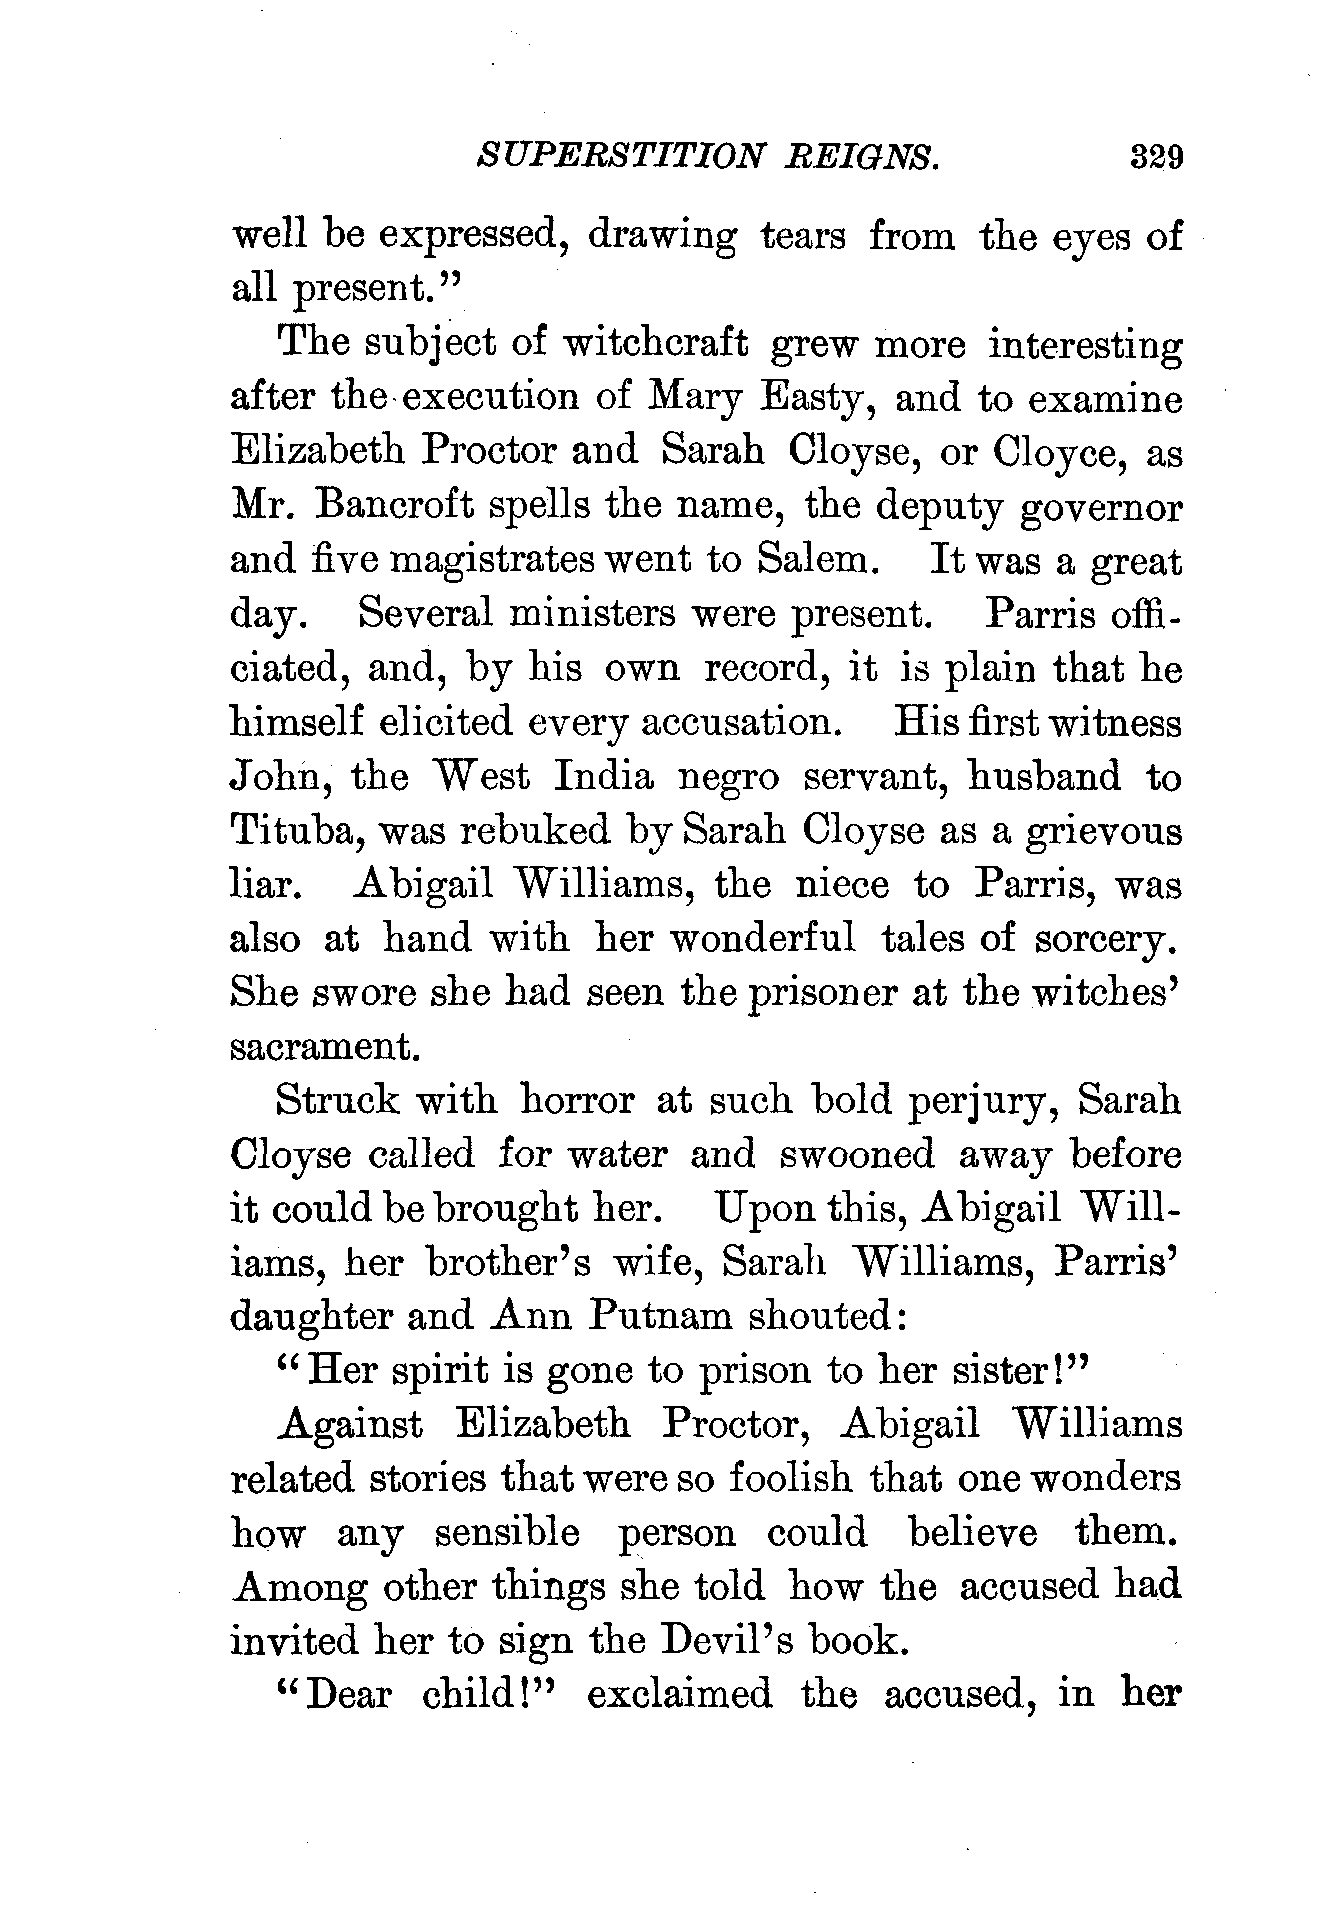 SUPERSTITION REIGNS. 329
well be expressed, drawing tears from the eyes of
all present."
The subject of witchcraft grew more interesting
after the execution of Mary Easty, and to examine
Elizabeth Proctor and Sarah Cloyse, or Cloyce, as
Mr. Bancroft spells the name, the deputy governor
and five magistrates went to Salem. It was a great
day. Several ministers were present. Parris offi-
ciated, and, by his own record, it is plain that he
himself elicited every accusation. His first witness
John, the West India negro servant, husband to
Tituba, was rebuked by Sarah Cloyse as a grievous
liar. Abigail Williams, the niece to Parris, was
also at hand with her wonderful tales of sorcery.
She swore she had seen the prisoner at the witches'
sacrament.
Struck with horror at such bold perjury, Sarah
Cloyse called for water and swooned away before
it could be brought her. Upon this, Abigail Will-
iams, her brother's wife, Sarah Williams, Parris'
daughter and Ann Putnam shouted:
"Her spirit is gone to prison to her sister!"
Against Elizabeth Proctor, Abigail Williams
related stories that were so foolish that one wonders
how any sensible person could believe them.
Among other things she told how the accused had
invited her to sign the Devil's book.
"Dear child!" exclaimed the accused, in her